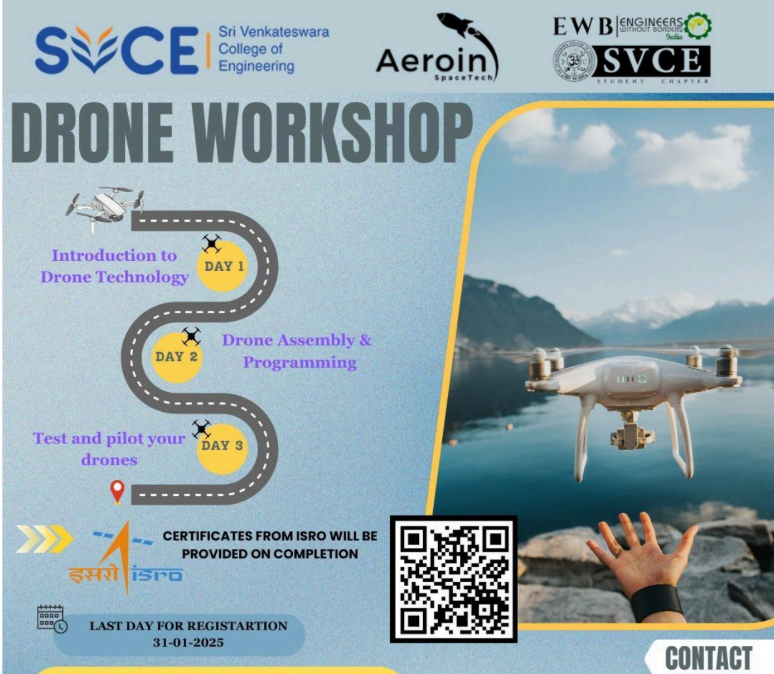 SVCE
Sri Venkateswara
College of
Engineering
Aeroin
SpaceTech
EWB
ENGINEERS
WITHOUT BORDERS
India
SVCE
STUDENT CHAPTER
DRONE WORKSHOP
Introduction to
Drone Technology
DAY 1
DAY 2
Drone Assembly &
Programming
Test and pilot your
drones
DAY 3
इसरो isro
CERTIFICATES FROM ISRO WILL BE
PROVIDED ON COMPLETION
LAST DAY FOR REGISTARTION
31-01-2025
CONTACT